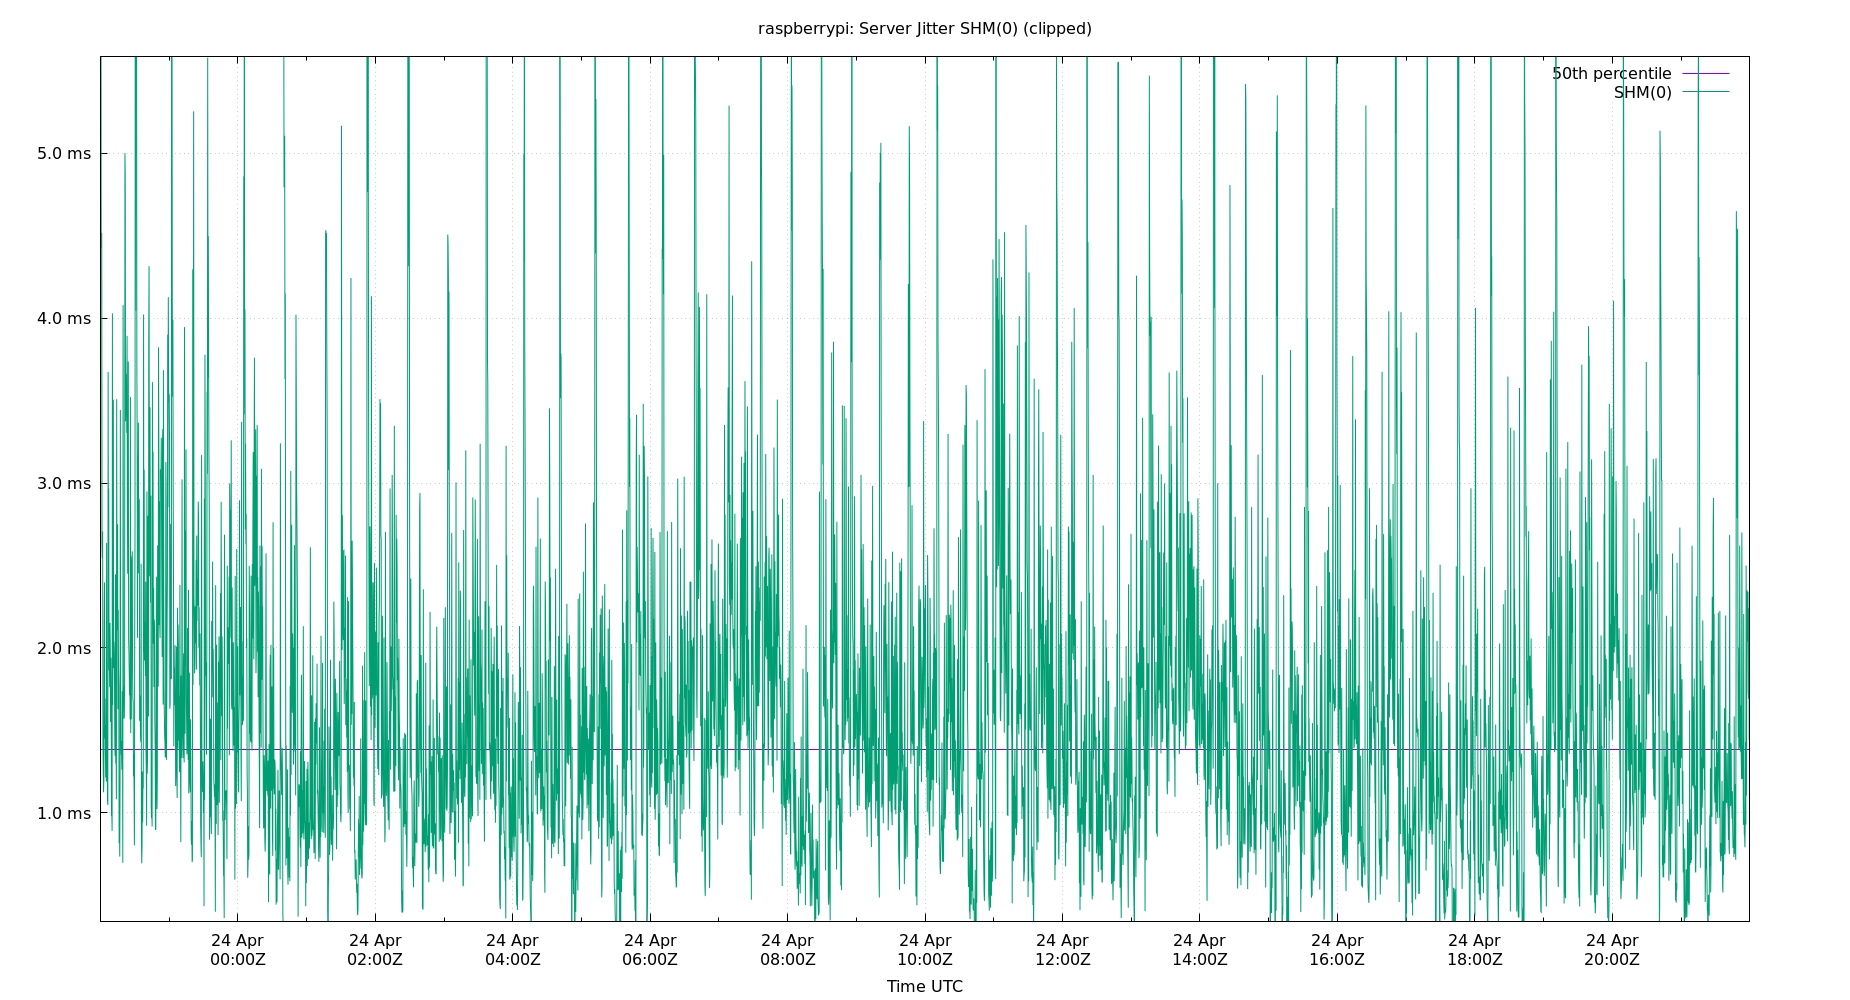 raspberrypi: Server Jitter SHM(0) (clipped)
50th percentile
SHM(0)
5.0 ms
4.0 ms
3.0 ms
2.0 ms
1.0 ms
24 Apr 24 Apr 24 Apr 24 Apr 24 Apr 24 Apr 24 Apr 24 Apr 24 Apr 24 Apr 24 Apr
00:00Z 02:00Z 04:00Z 06:00Z 08:00Z 10:00Z 12:00Z 14:00Z 16:00Z 18:00Z 20:00Z
Time UTC